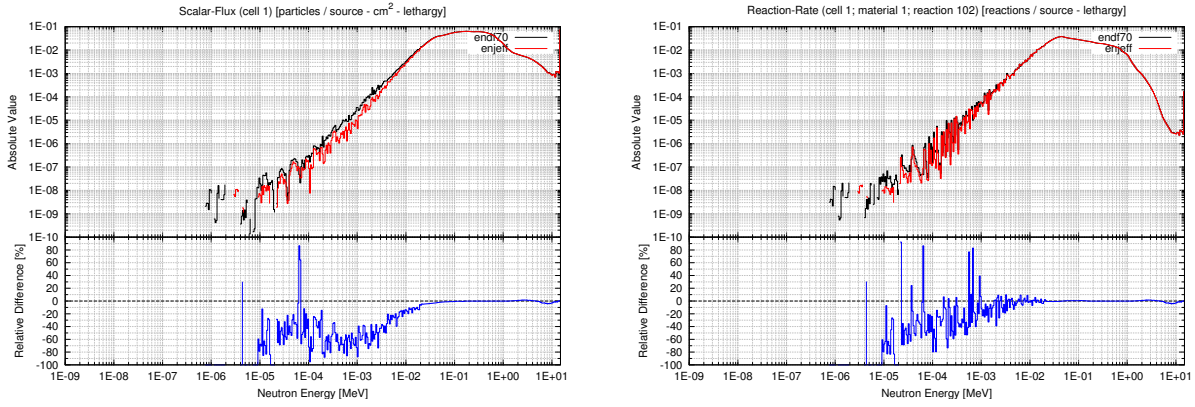 Scalar-Flux (cell 1) [particles / source - cm² - lethargy]
endf70
enjeff
Absolute Value
1E-01
1E-02
1E-03
1E-04
1E-05
1E-06
1E-07
1E-08
1E-09
1E-10
Relative Difference [%]
80
60
40
20
0
-20
-40
-60
-80
-100
1E-09 1E-08 1E-07 1E-06 1E-05 1E-04 1E-03 1E-02 1E-01 1E+00 1E+01
Neutron Energy [MeV]
Reaction-Rate (cell 1; material 1; reaction 102) [reactions / source - lethargy]
endf70
enjeff
Absolute Value
1E-01
1E-02
1E-03
1E-04
1E-05
1E-06
1E-07
1E-08
1E-09
1E-10
Relative Difference [%]
80
60
40
20
0
-20
-40
-60
-80
-100
1E-09 1E-08 1E-07 1E-06 1E-05 1E-04 1E-03 1E-02 1E-01 1E+00 1E+01
Neutron Energy [MeV]